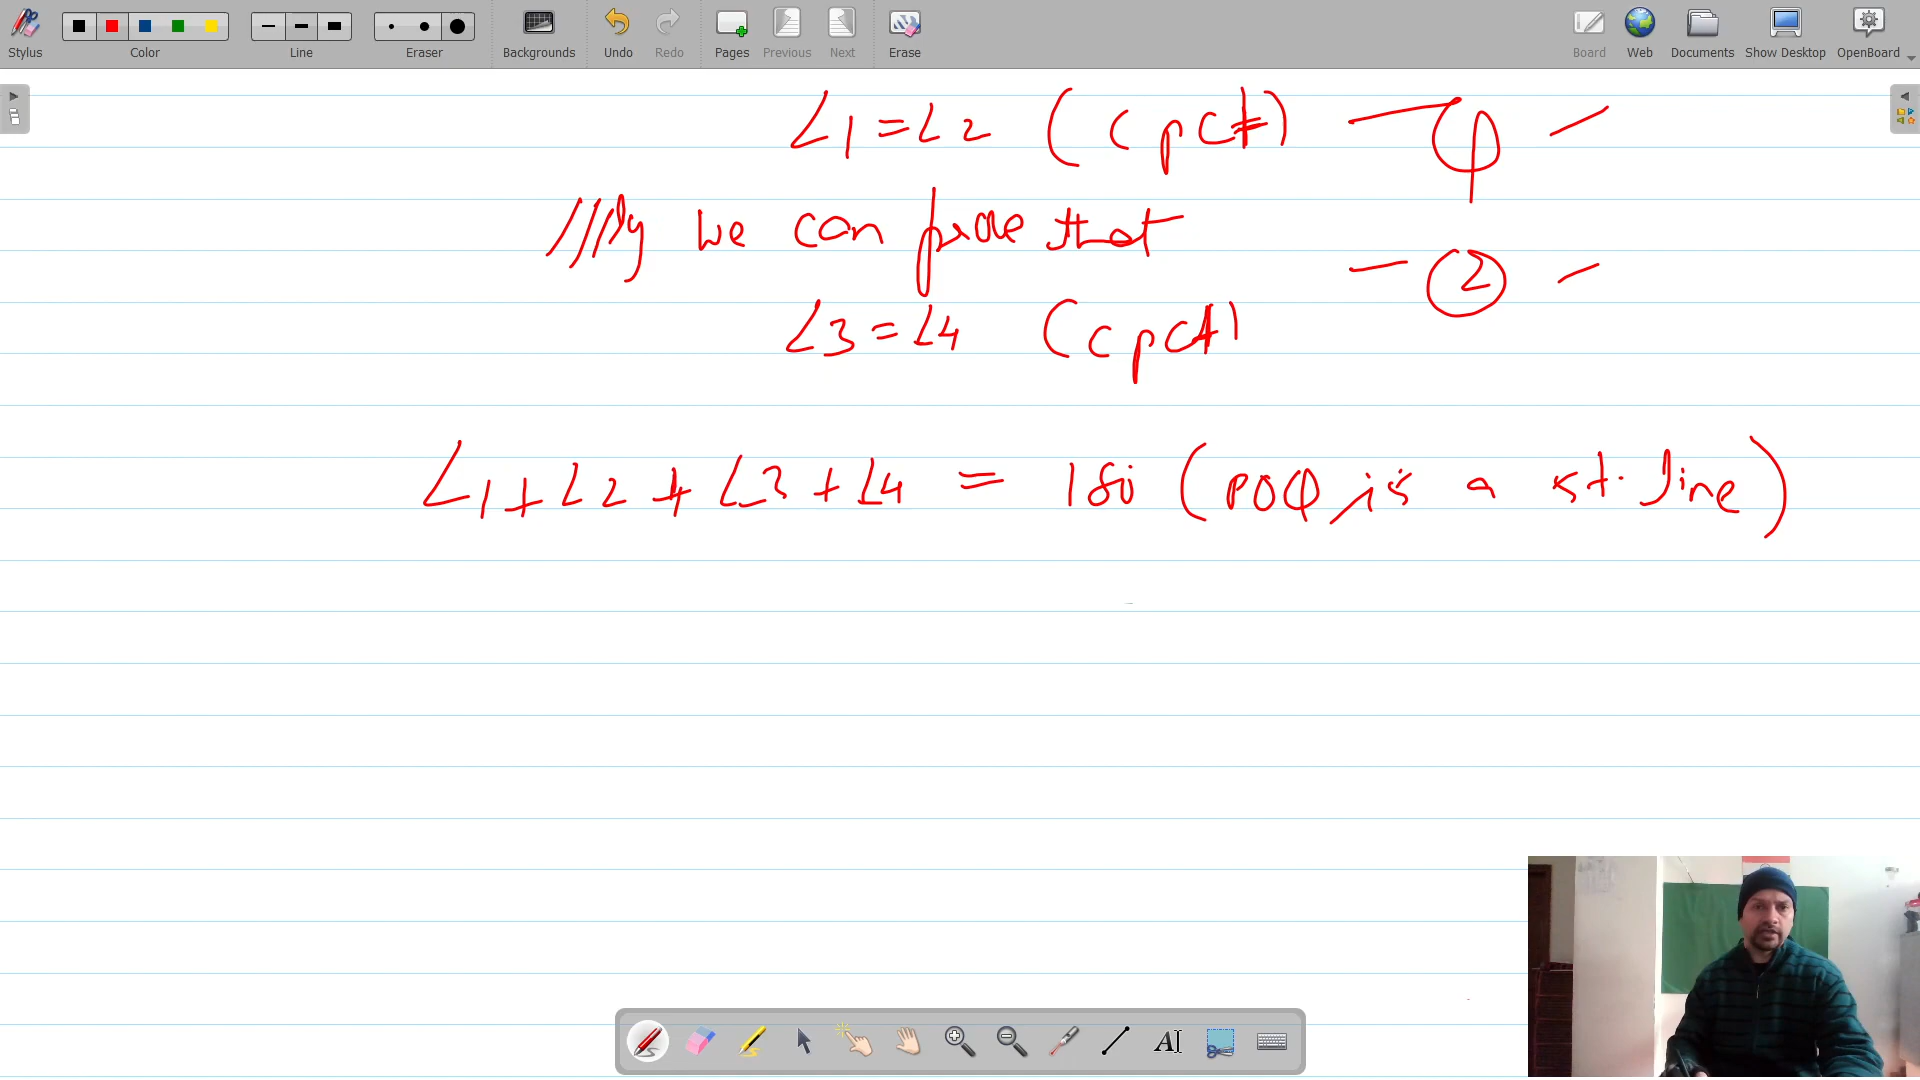 Stylus Color Line Eraser Backgrounds Undo Redo Pages Previous Next Erase Board Web Documents Show Desktop OpenBoard
∠1 = ∠2 (cpct) — ① —
///ly we can prove that
— ② —
∠3 = ∠4 (cpct)
∠1 + ∠2 + ∠3 + ∠4 = 180 (POQ is a st. line)